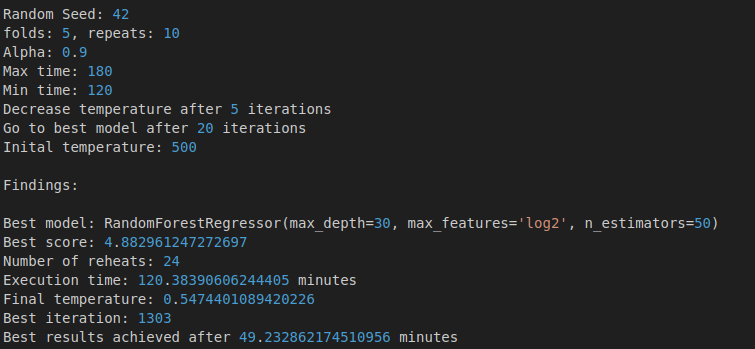 Random Seed: 42
folds: 5, repeats: 10
Alpha: 0.9
Max time: 180
Min time: 120
Decrease temperature after 5 iterations
Go to best model after 20 iterations
Inital temperature: 500
Findings:
Best model: RandomForestRegressor(max_depth=30, max_features='log2', n_estimators=50)
Best score: 4.882961247272697
Number of reheats: 24
Execution time: 120.38390606244405 minutes
Final temperature: 0.5474401089420226
Best iteration: 1303
Best results achieved after 49.232862174510956 minutes